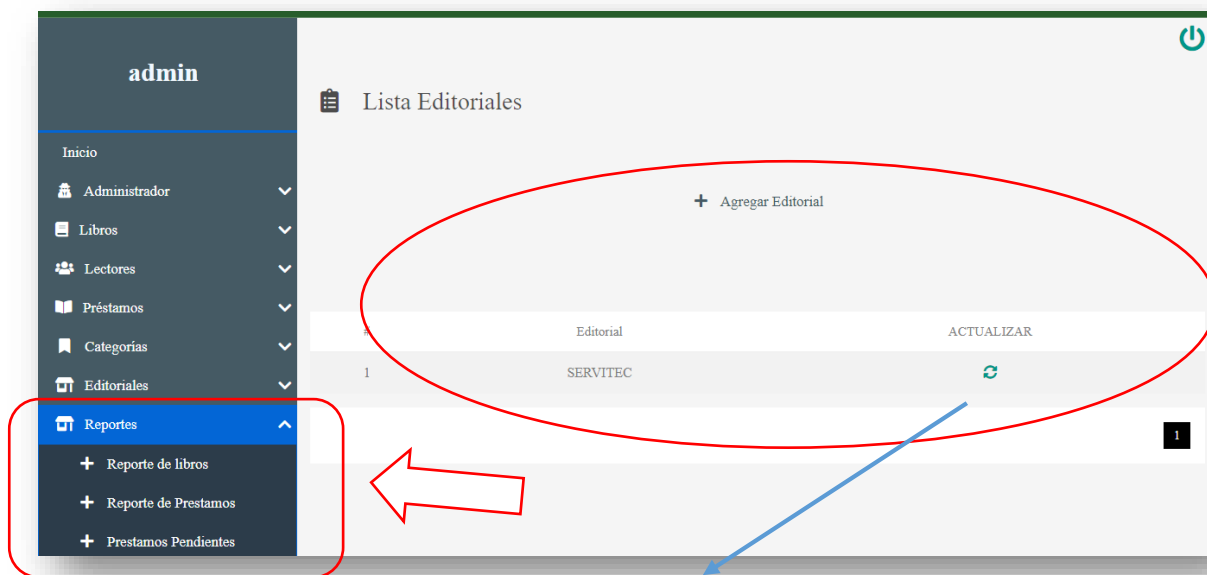 admin
Inicio
Administrador
Libros
Lectores
Préstamos
Categorías
Editoriales
Reportes
Reporte de libros
Reporte de Prestamos
Prestamos Pendientes
Lista Editoriales
Agregar Editorial
# Editorial ACTUALIZAR
1 SERVITEC
1